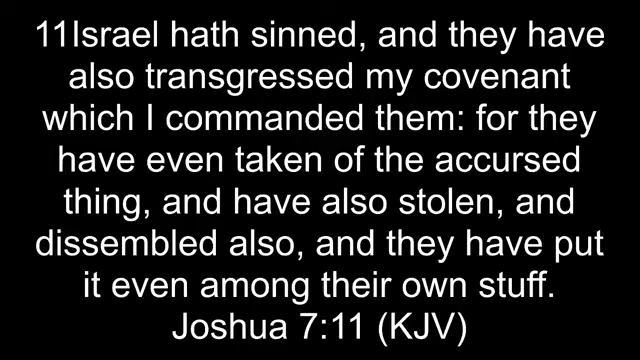 11Israel hath sinned, and they have
also transgressed my covenant
which I commanded them: for they
have even taken of the accursed
thing, and have also stolen, and
dissembled also, and they have put
it even among their own stuff.
Joshua 7:11 (KJV)